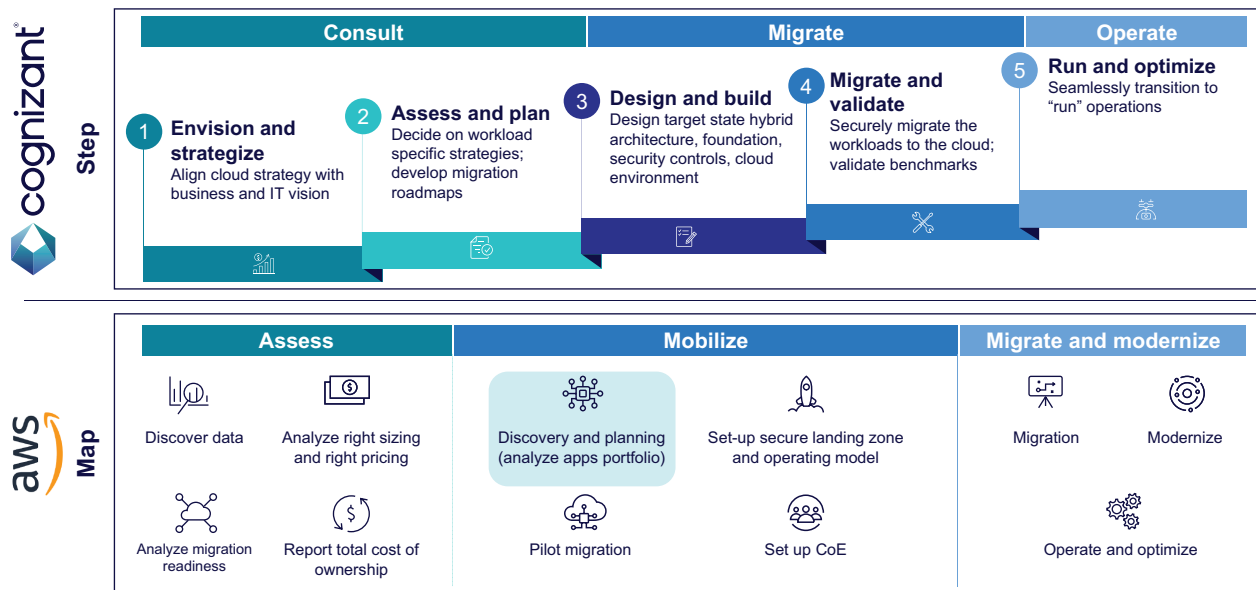 cognizant®
Step
Consult
Migrate
Operate
1
Envision and
strategize
Align cloud strategy with
business and IT vision
2
Assess and plan
Decide on workload
specific strategies;
develop migration
roadmaps
3
Design and build
Design target state hybrid
architecture, foundation,
security controls, cloud
environment
4
Migrate and
validate
Securely migrate the
workloads to the cloud;
validate benchmarks
5
Run and optimize
Seamlessly transition to
“run” operations
aws
Map
Assess
Mobilize
Migrate and modernize
Discover data
Analyze right sizing
and right pricing
Discovery and planning
(analyze apps portfolio)
Set-up secure landing zone
and operating model
Migration
Modernize
Analyze migration
readiness
Report total cost of
ownership
Pilot migration
Set up CoE
Operate and optimize